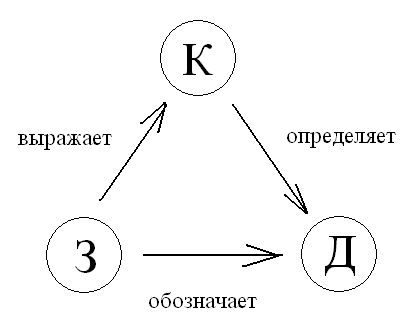 К
выражает
определяет
З
Д
обозначает